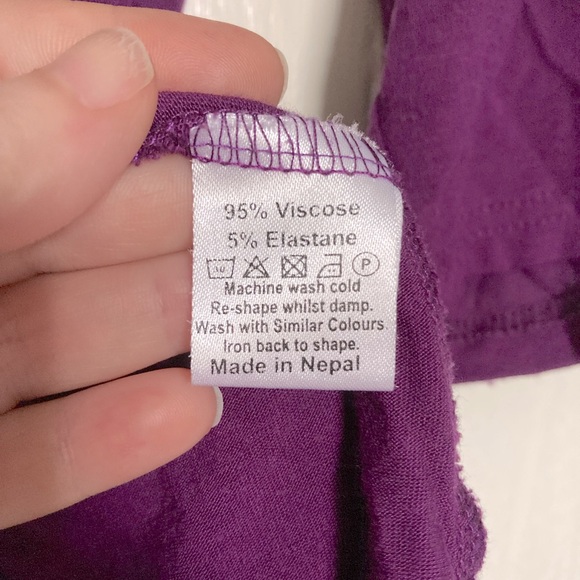 95% Viscose
5% Elastane
30 P
Machine wash cold
Re-shape whilst damp.
Wash with Similar Colours.
Iron back to shape.
Made in Nepal